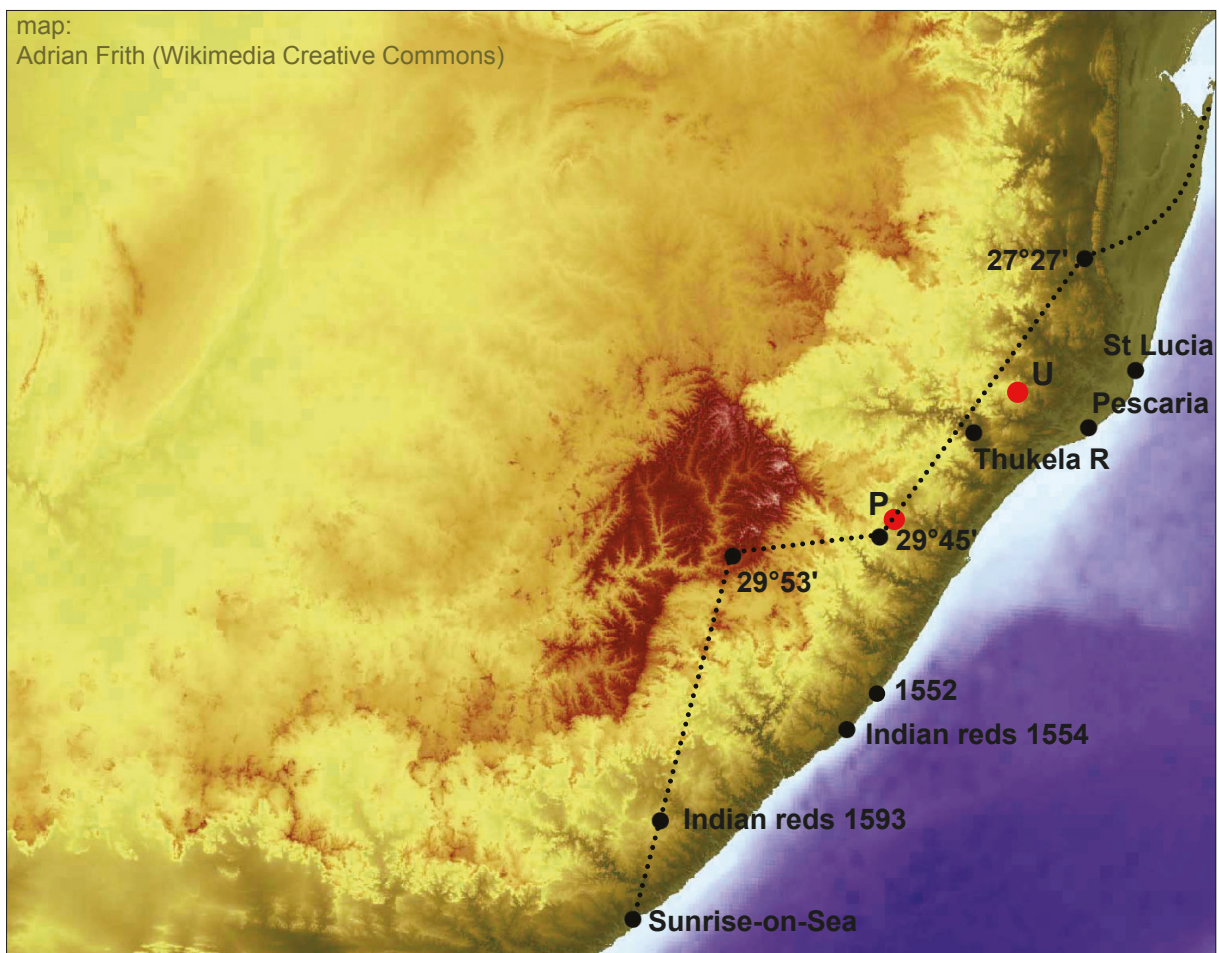 map:
Adrian Frith (Wikimedia Creative Commons)
27°27'
St Lucia
U
Pescaria
Thukela R
P
29°45'
29°53'
1552
Indian reds 1554
Indian reds 1593
Sunrise-on-Sea